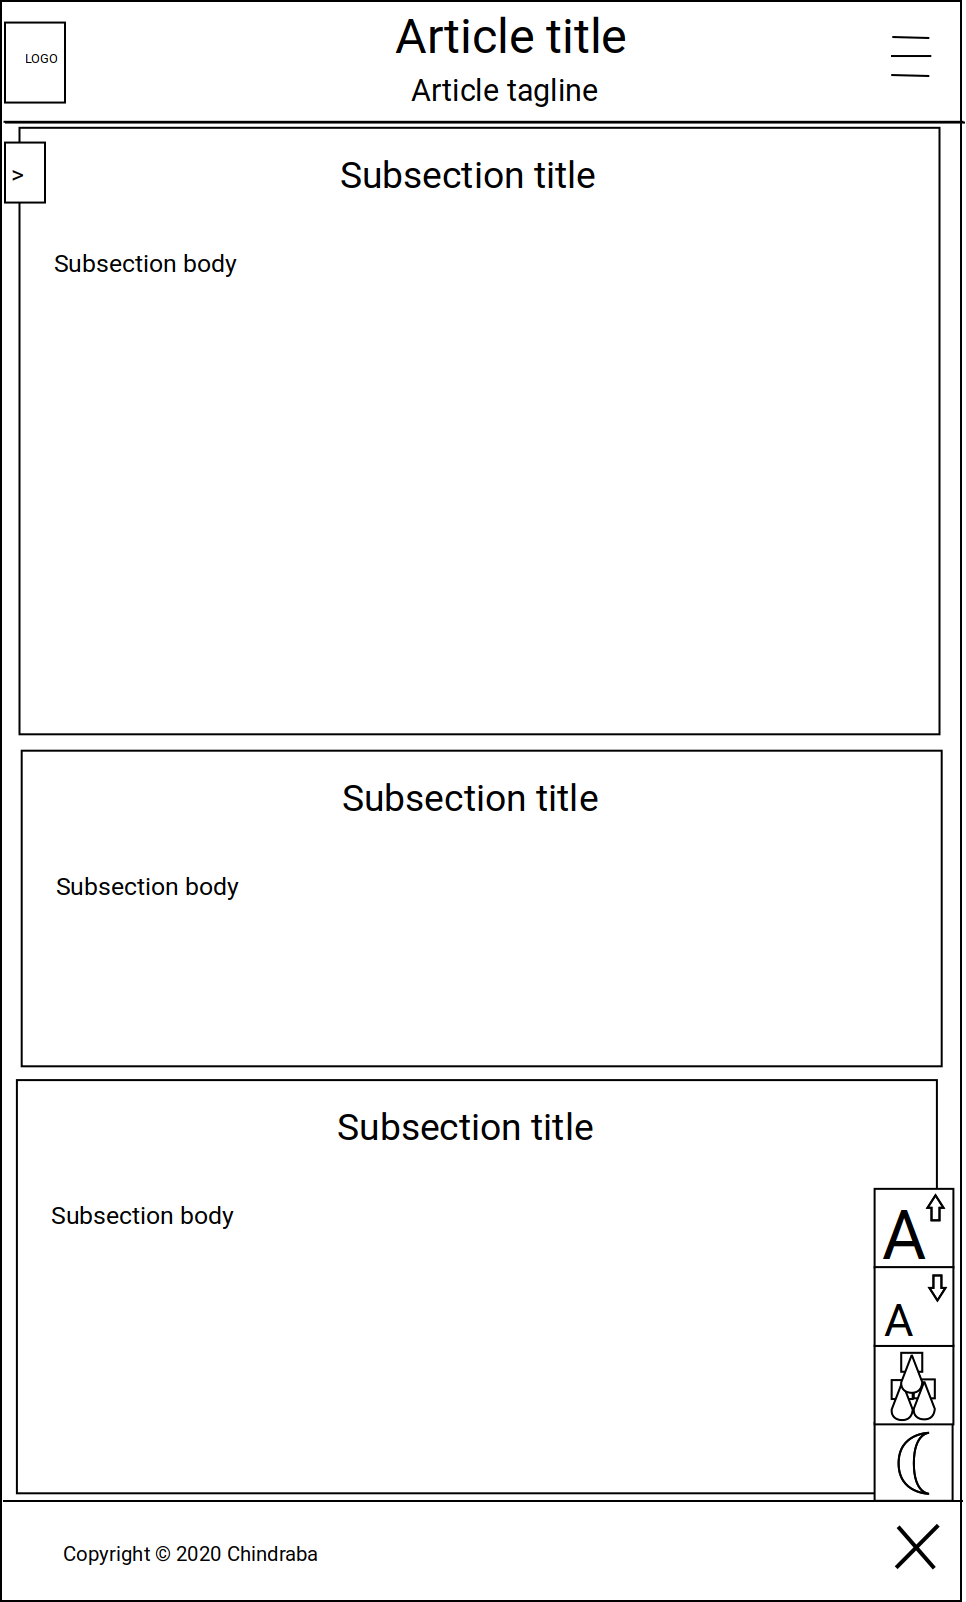 Article title
LOGO
Article tagline
>
Subsection title
Subsection body
Subsection title
Subsection body
Subsection title
Subsection body
A
A
Copyright © 2020 Chindraba